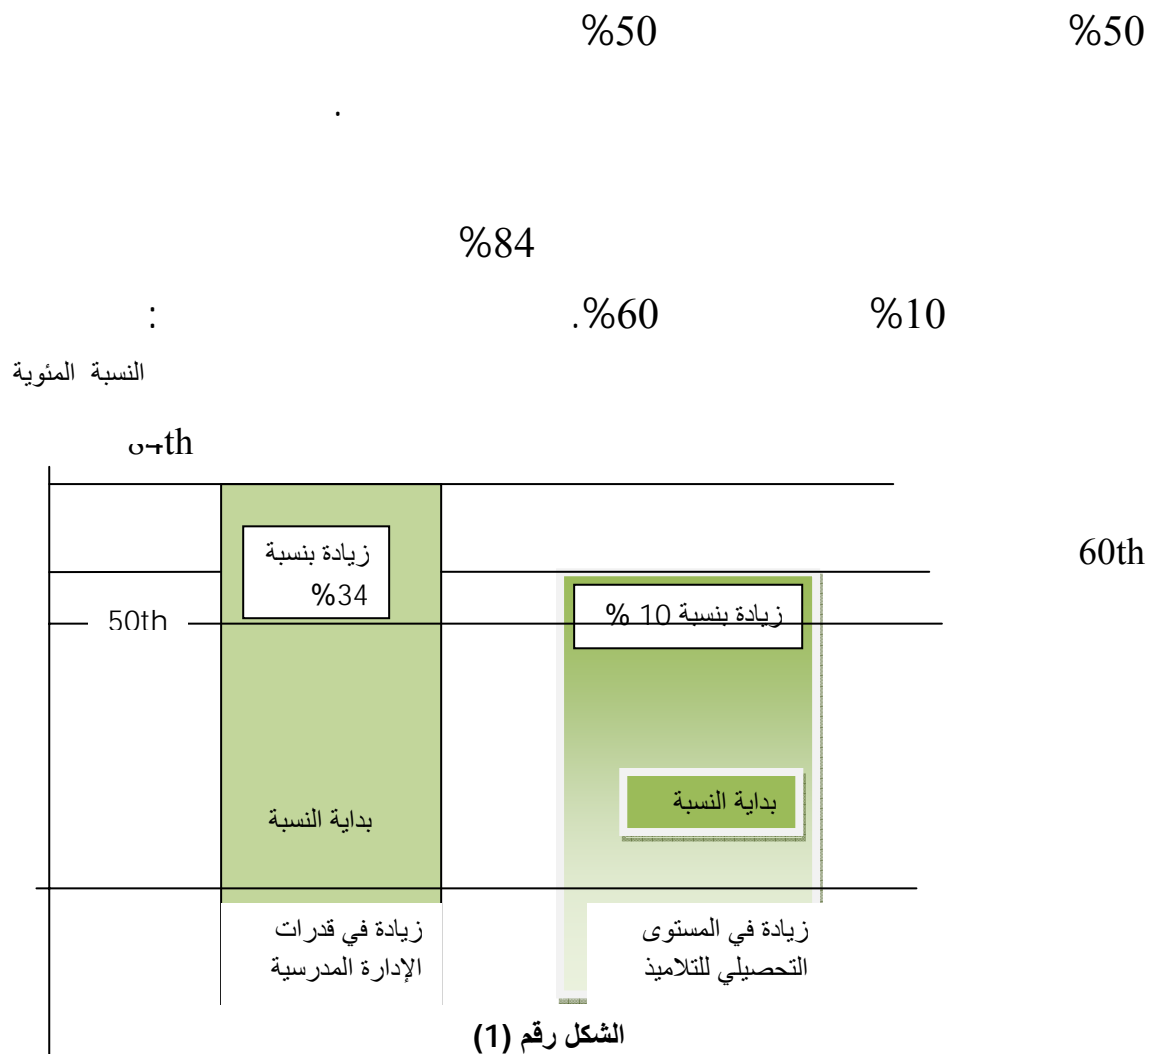 %50 %50
.
%84
%10 %60. :
النسبة المئوية
th
60th
50th
زيادة بنسبة
%34
زيادة بنسبة 10 %
بداية النسبة
بداية النسبة
زيادة في قدرات
الإدارة المدرسية
زيادة في المستوى
التحصيلي للتلاميذ
الشكل رقم (1)